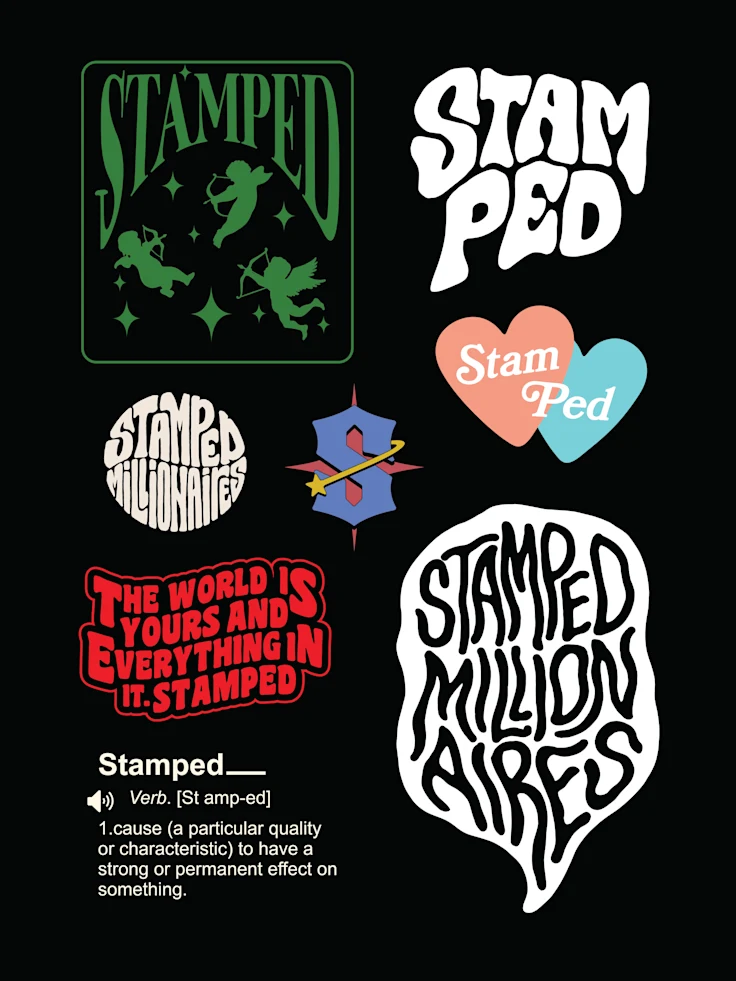 STAMPED
STAM
PED
Stam
Ped
STAMPED
MILLIONAIRES
S
THE WORLD IS
YOURS AND
EVERYTHING IN
IT. STAMPED
STAMPED
MILLION
AIRES
Stamped__
Verb. [St amp-ed]
1.cause (a particular quality
or characteristic) to have a
strong or permanent effect on
something.